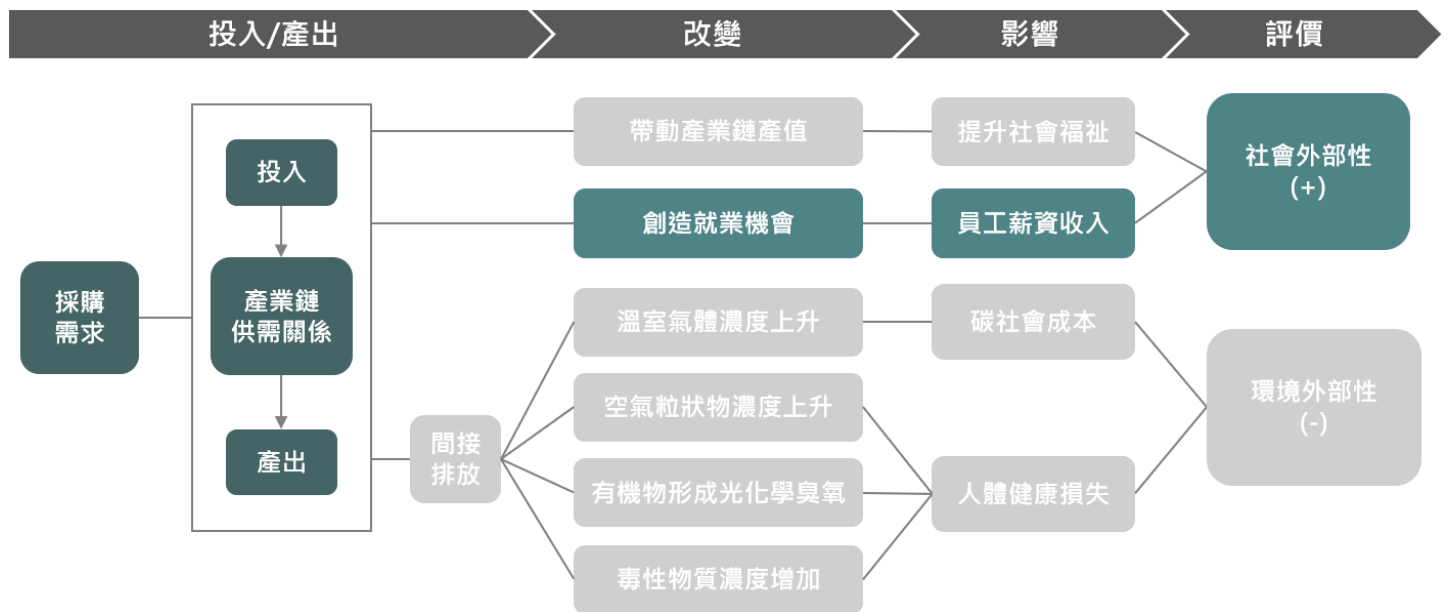 投入/產出
改變
影響
評價
採購
需求
投入
產業鏈
供需關係
產出
間接
排放
帶動產業鏈產值
創造就業機會
溫室氣體濃度上升
空氣粒狀物濃度上升
有機物形成光化學臭氧
毒性物質濃度增加
提升社會福祉
員工薪資收入
碳社會成本
人體健康損失
社會外部性
(+)
環境外部性
(-)